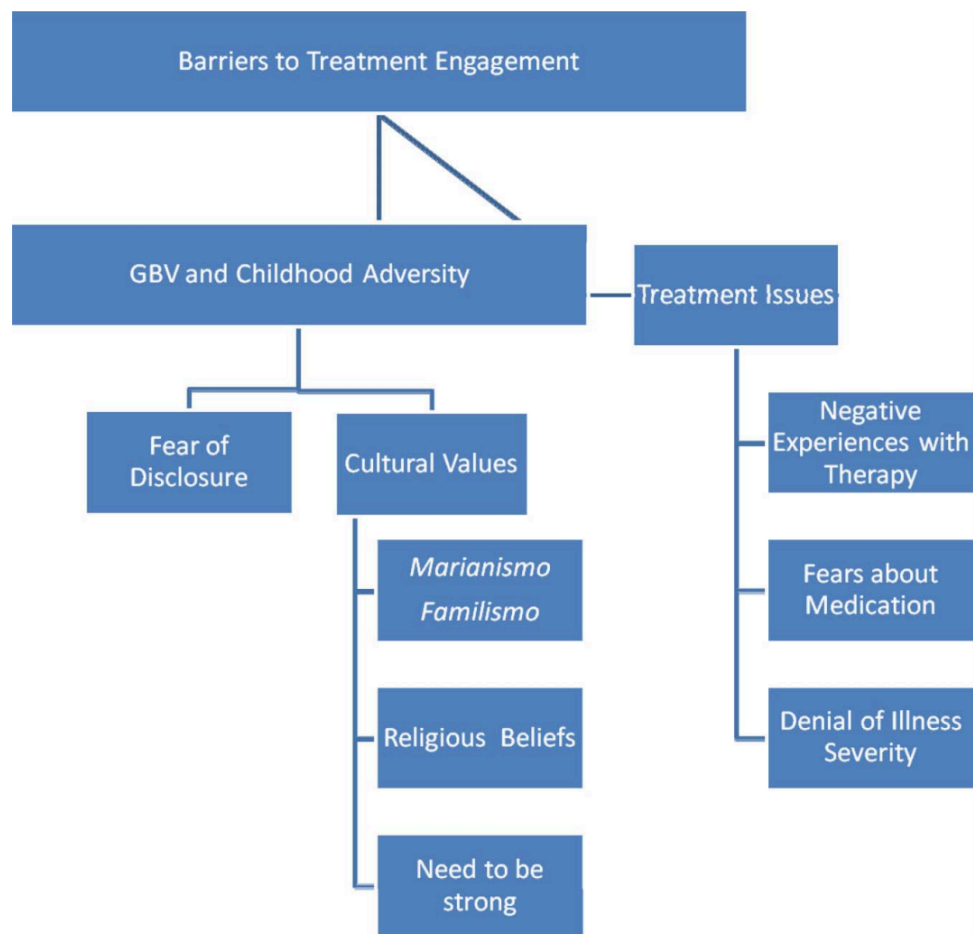 Barriers to Treatment Engagement
GBV and Childhood Adversity
Treatment Issues
Fear of
Disclosure
Cultural Values
Marianismo
Familismo
Religious Beliefs
Need to be
strong
Negative
Experiences with
Therapy
Fears about
Medication
Denial of Illness
Severity